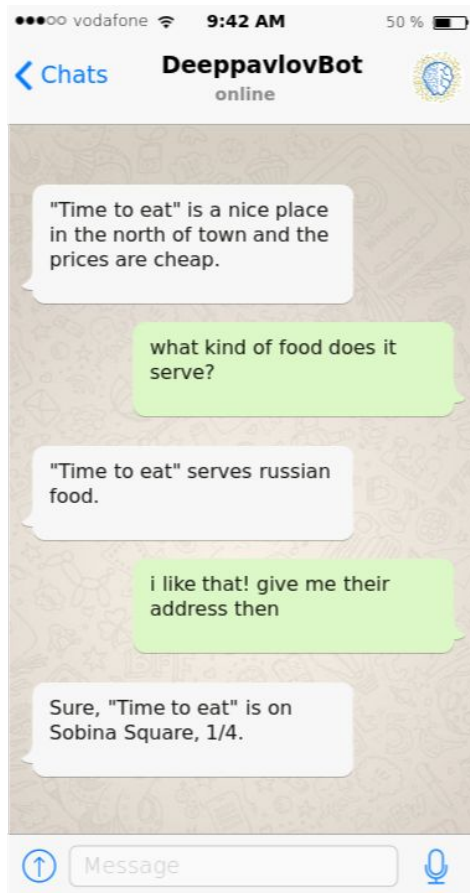 vodafone 9:42 AM 50 %
Chats DeeppavlovBot
online
"Time to eat" is a nice place
in the north of town and the
prices are cheap.
what kind of food does it
serve?
"Time to eat" serves russian
food.
i like that! give me their
address then
Sure, "Time to eat" is on
Sobina Square, 1/4.
Message